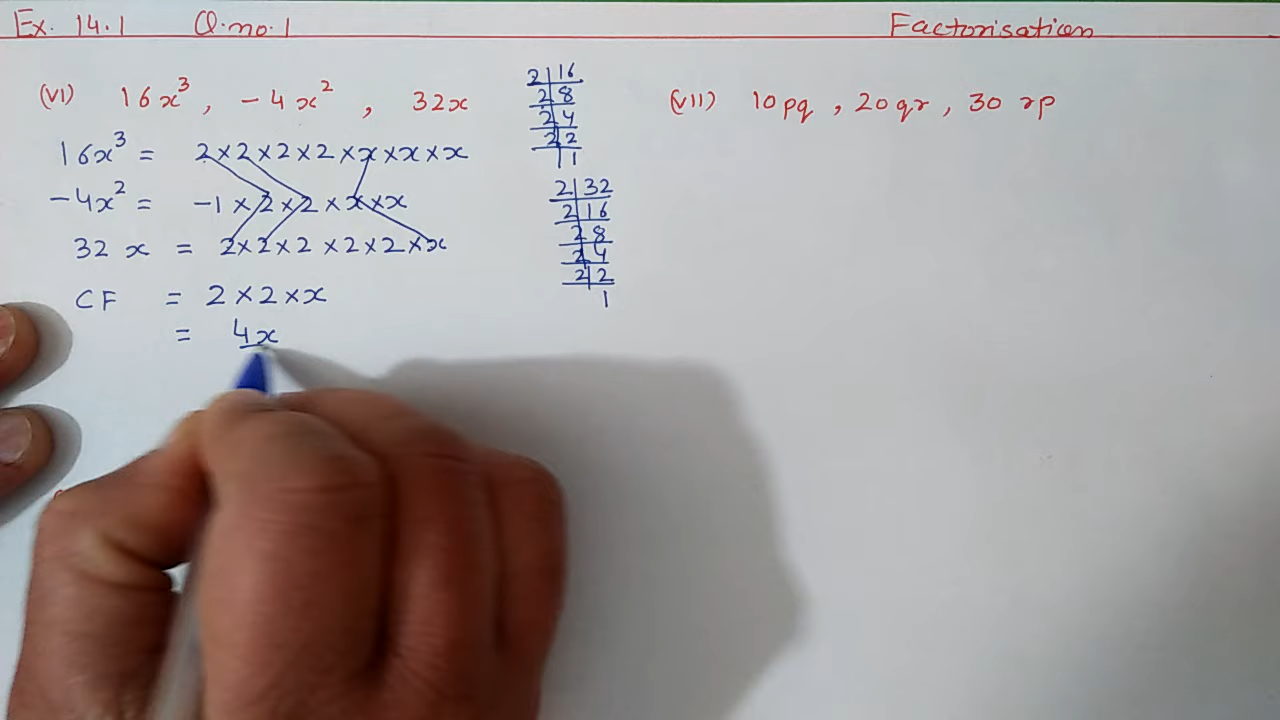 Ex. 14.1 Q.no.1 Factorisation
(vi) 16x³, -4x², 32x
16x³ = 2×2×2×2×x×x×x
-4x² = -1×2×2×x×x
32x = 2×2×2×2×2×x
CF = 2×2×x
= 4x
2|16
2|8
2|4
2|2
|1
2|32
2|16
2|8
2|4
2|2
1
(vii) 10pq, 20qr, 30rp